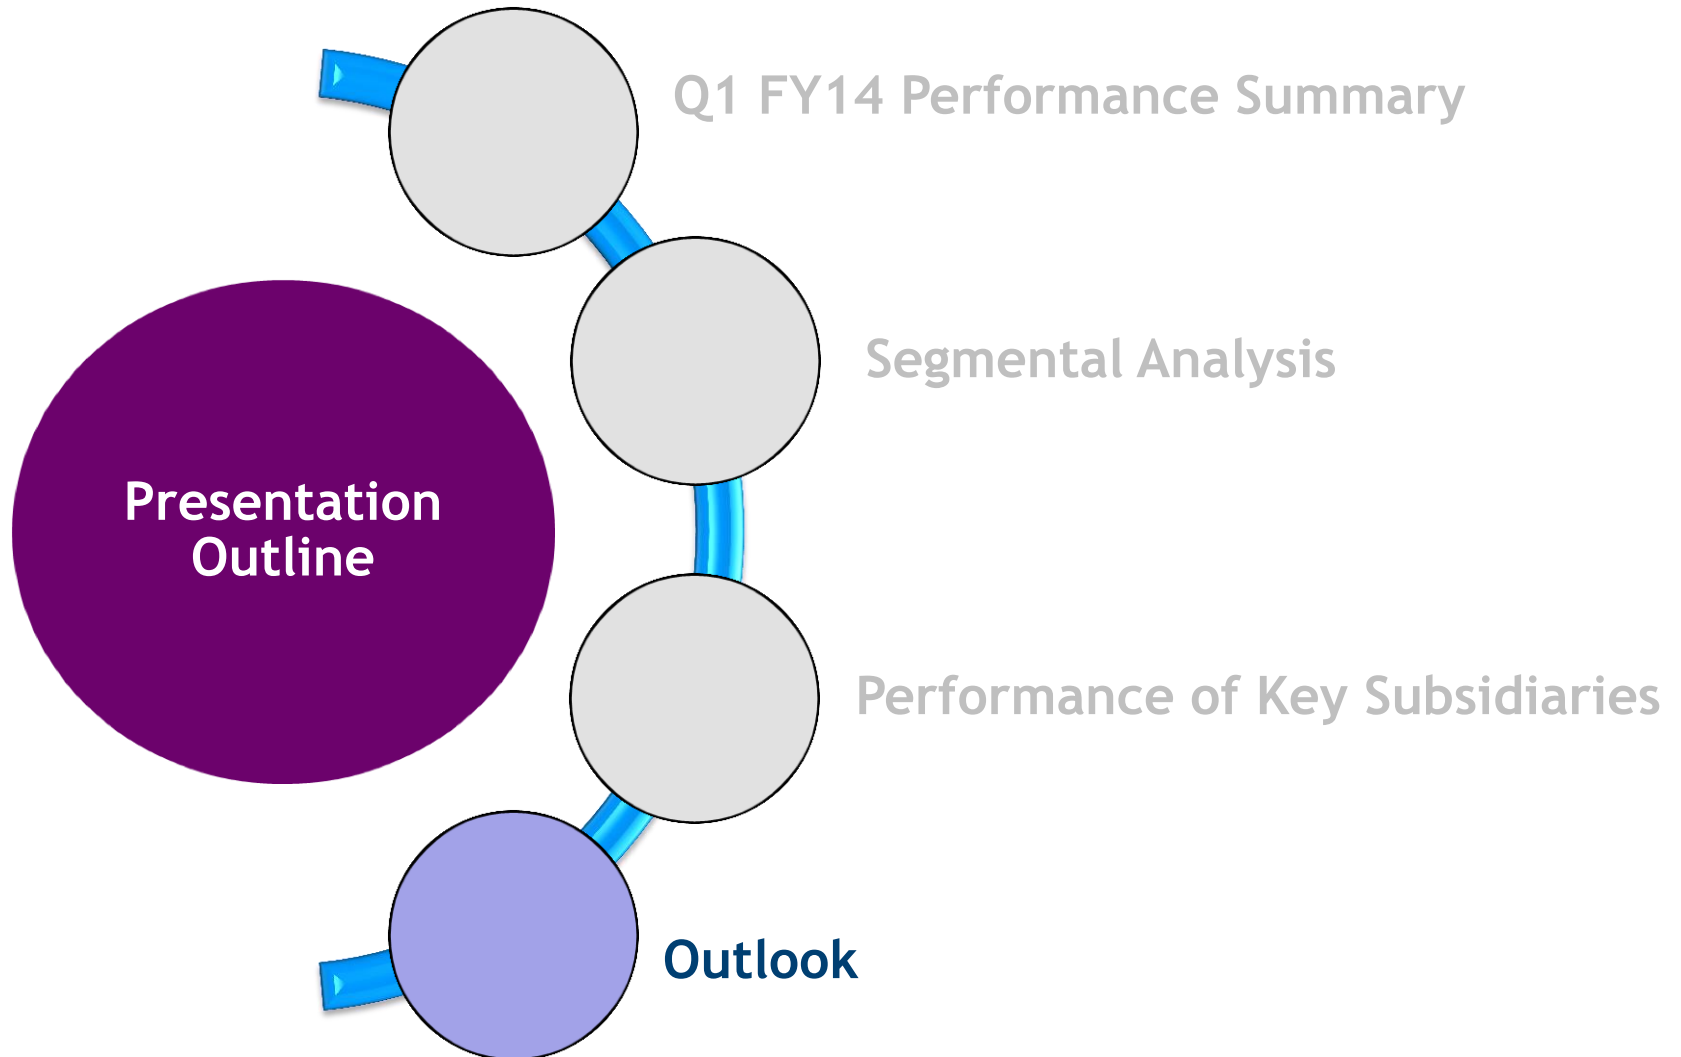 Q1 FY14 Performance Summary
Segmental Analysis
Presentation
Outline
Performance of Key Subsidiaries
Outlook